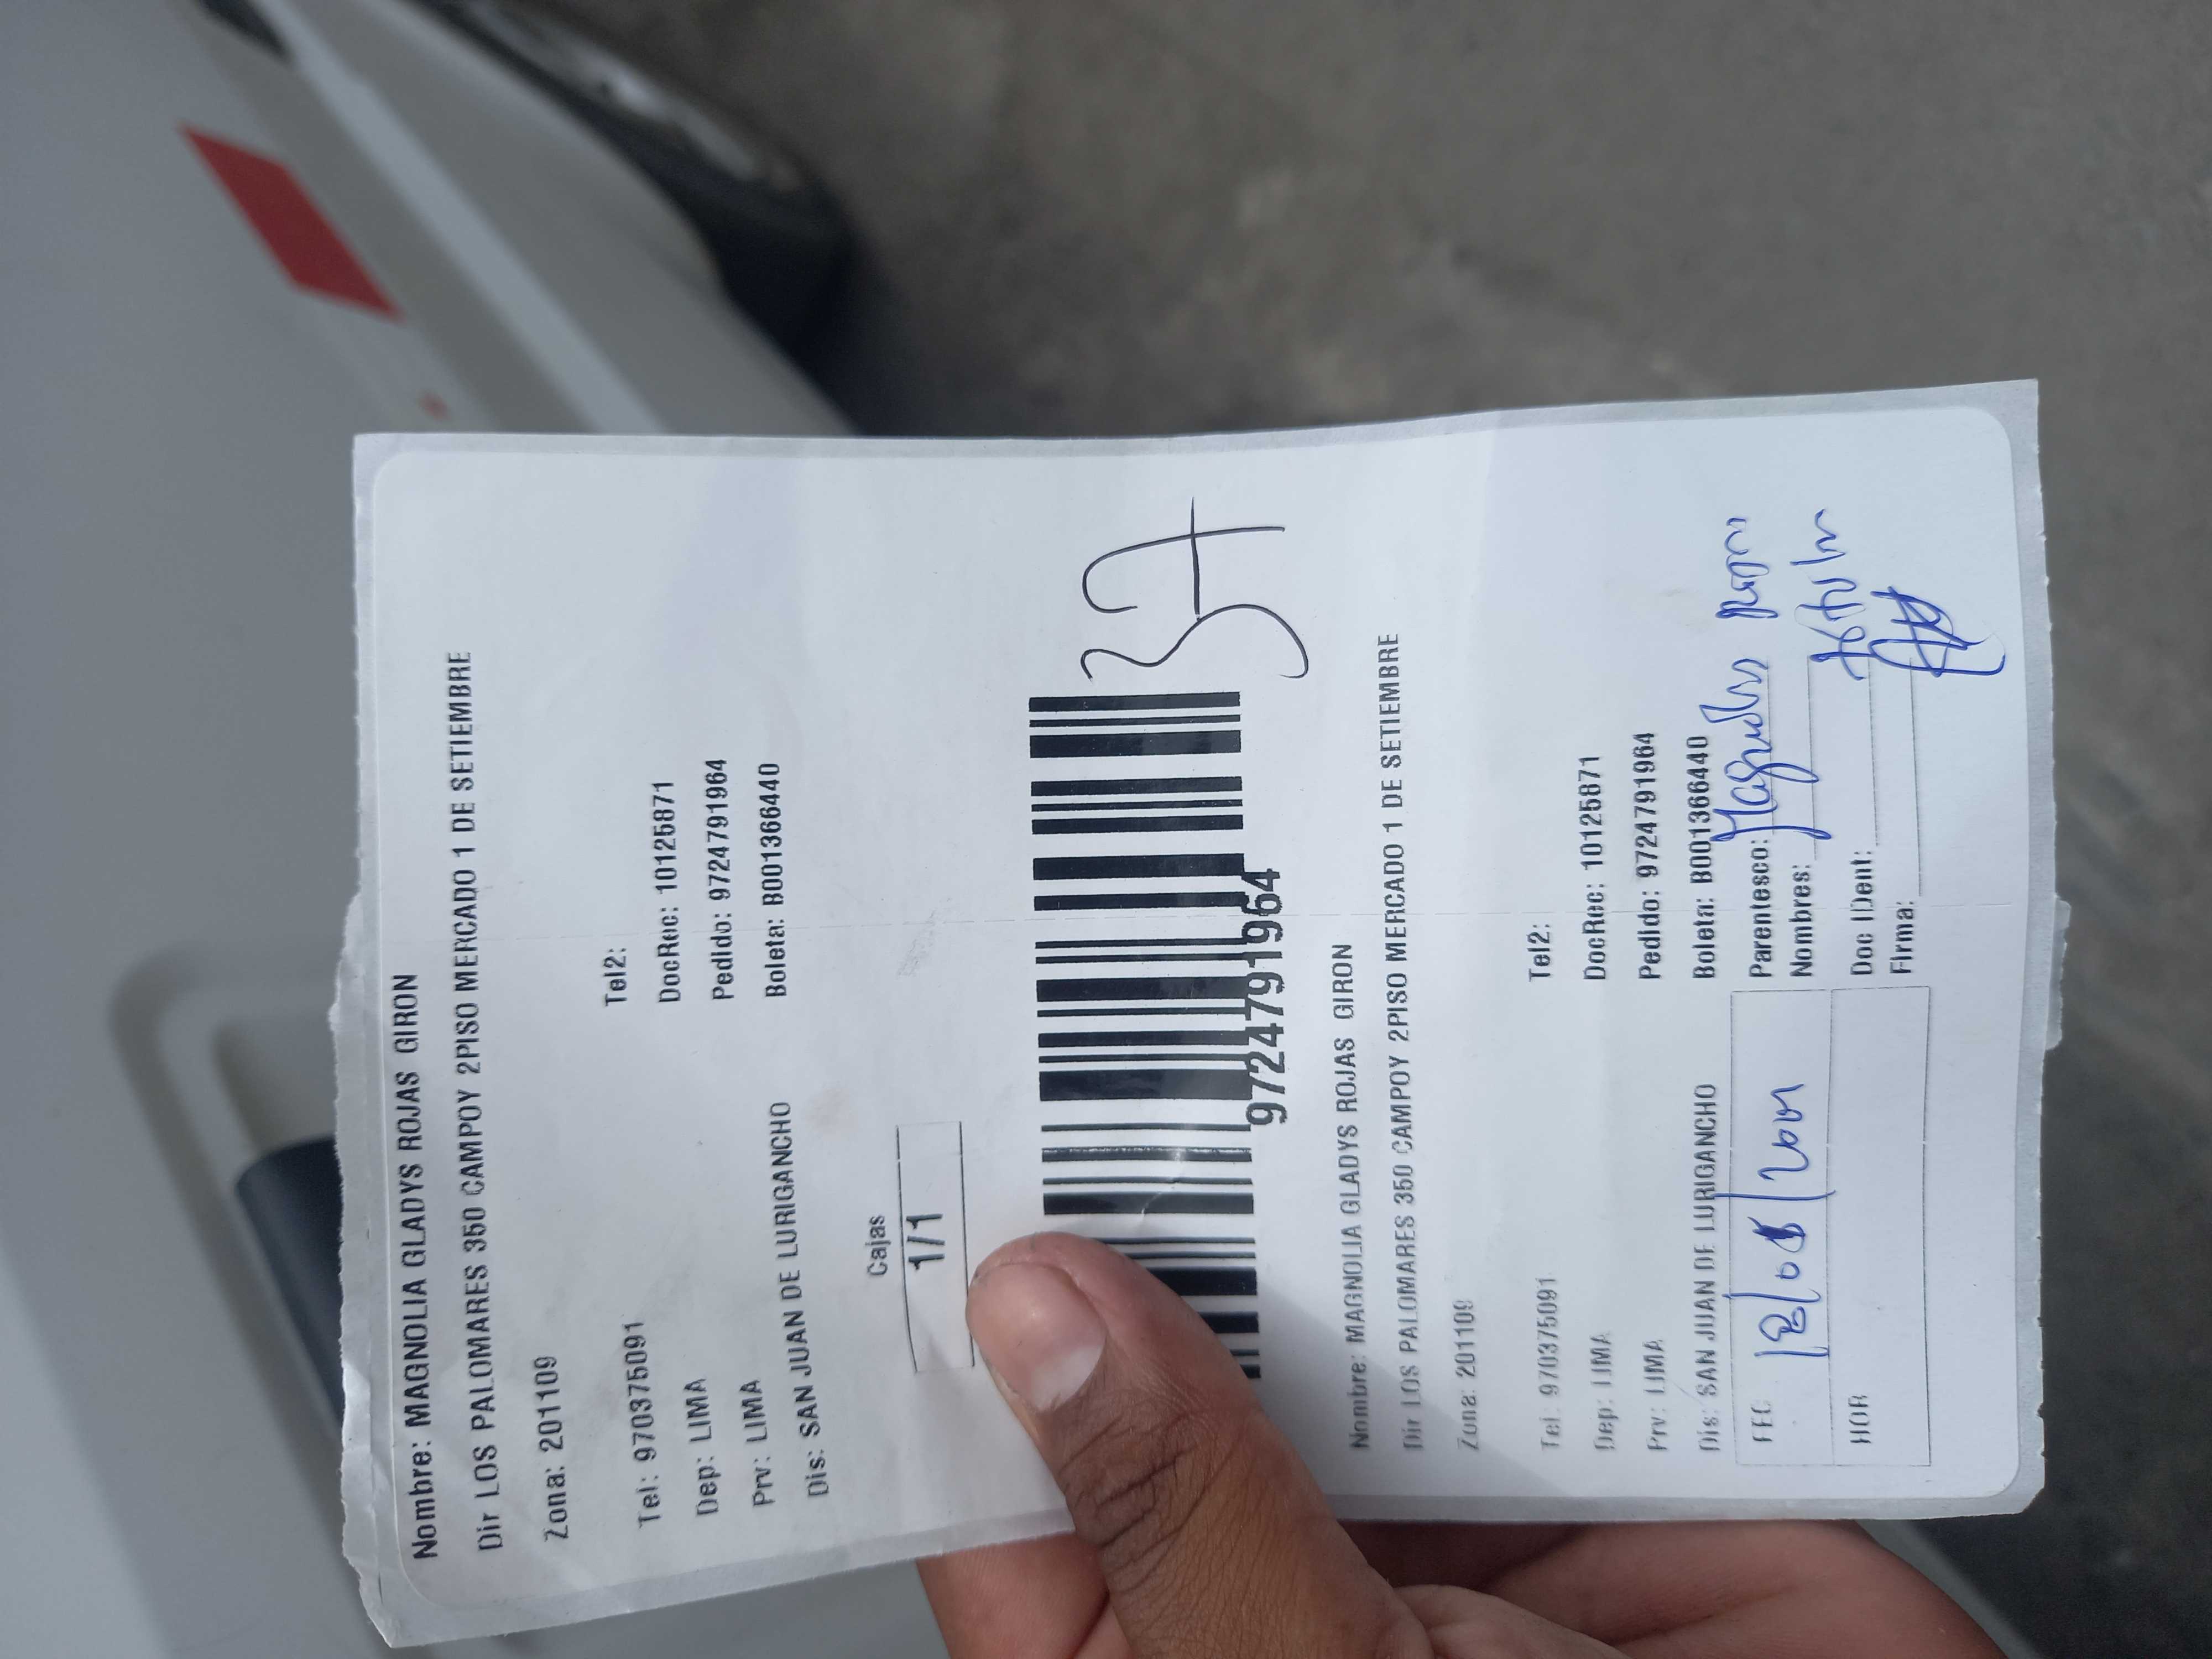 Nombre: MAGNOLIA GLADYS ROJAS GIRON
Dir LOS PALOMARES 350 CAMPOY 2PISO MERCADO 1 DE SETIEMBRE
Zona: 201109
Tel: 970375091 Tel2:
Dep: LIMA DocRec: 10125871
Prv: LIMA Pedido: 9724791964
Dis: SAN JUAN DE LURIGANCHO Boleta: B001366440
Cajas
1/1
37
9724791964
Nombre: MAGNOLIA GLADYS ROJAS GIRON
Dir LOS PALOMARES 350 CAMPOY 2PISO MERCADO 1 DE SETIEMBRE
Zona: 201109
Tel: 970375091 Tel2:
Dep: LIMA DocRec: 10125871
Prv: LIMA Pedido: 9724791964
Dis: SAN JUAN DE LURIGANCHO Boleta: B001366440
FEC Parentesco:
Nombres:
HOR Doc IDent:
Firma: